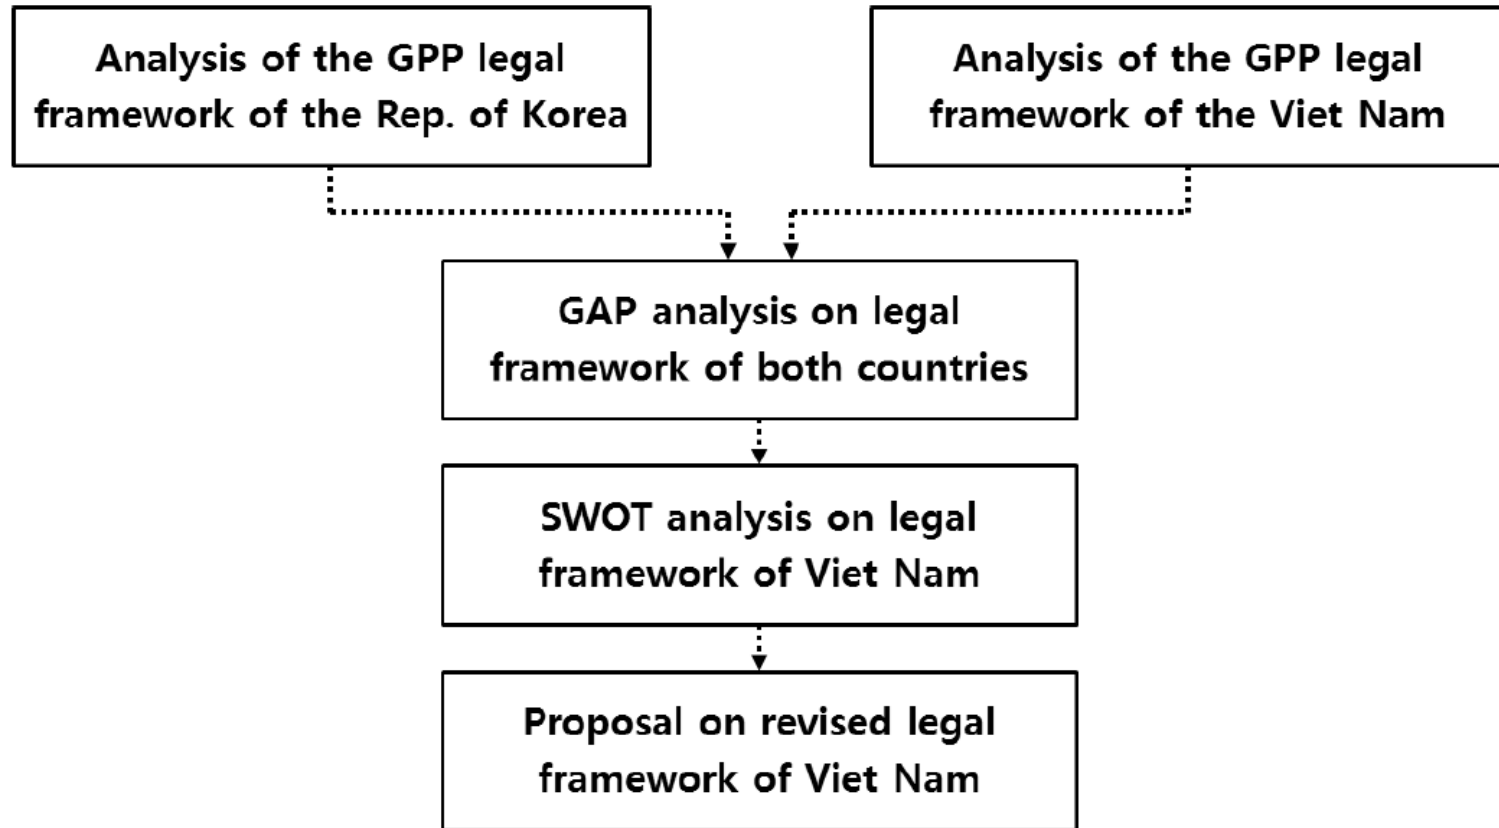 Analysis of the GPP legal
framework of the Rep. of Korea
Analysis of the GPP legal
framework of the Viet Nam
GAP analysis on legal
framework of both countries
SWOT analysis on legal
framework of Viet Nam
Proposal on revised legal
framework of Viet Nam